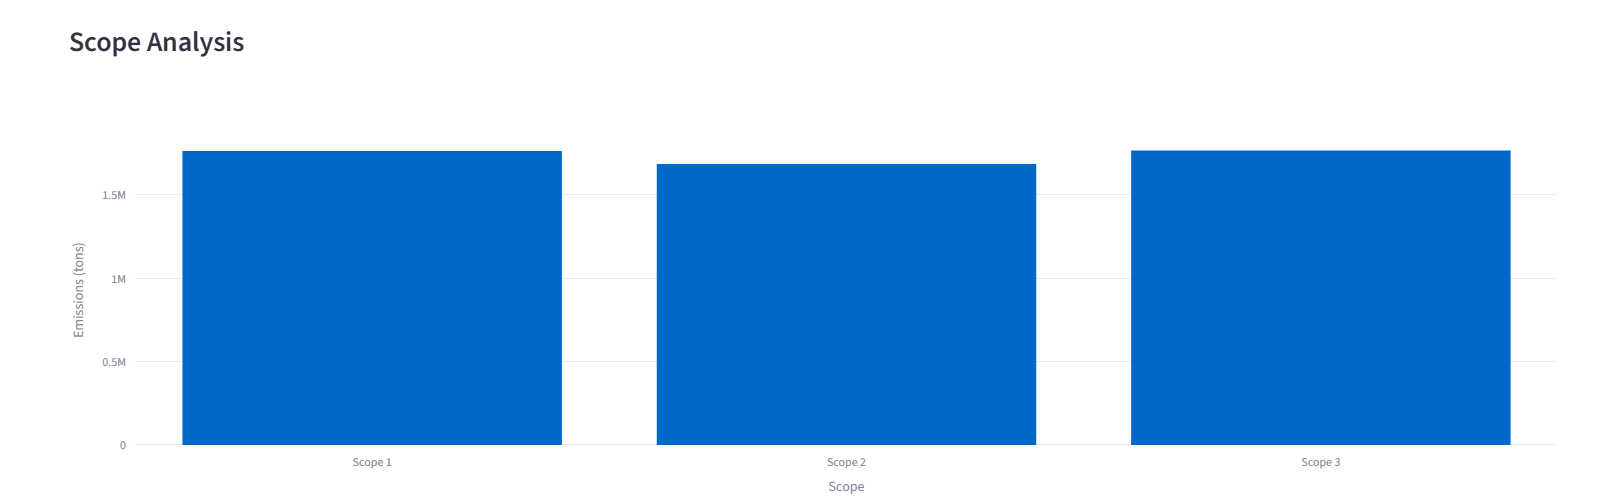 Scope Analysis
1.5M
1M
0.5M
0
Emissions (tons)
Scope 1
Scope 2
Scope 3
Scope